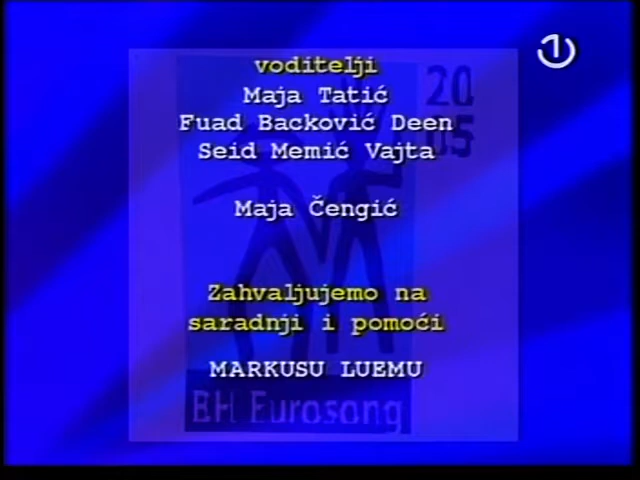 voditelji
Maja Tatić
Fuad Backović Deen
Seid Memić Vajta
Maja Čengić
Zahvaljujemo na
saradnji i pomoći
MARKUSU LUEMU
BH Eurosong
20
05
1